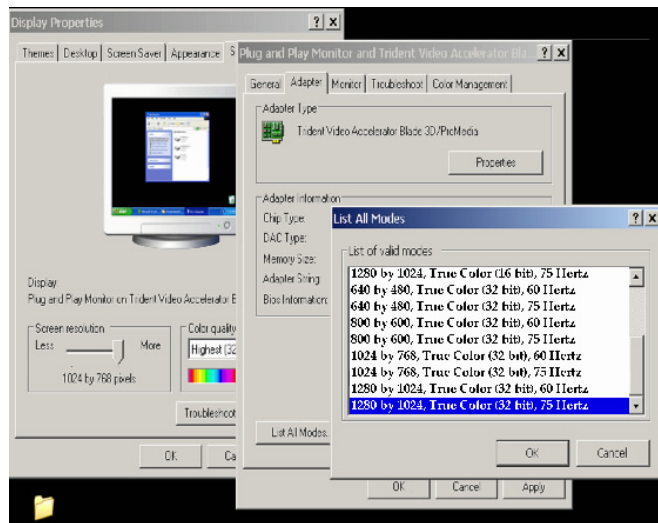 Display Properties
Themes
Desktop
Screen Saver
Appearance
S
Display
Plug and Play Monitor on Trident Video Accelerator B
Screen resolution
Less
More
1024 by 768 pixels
Color quality
Highest (32
Troubleshoot
OK
Ca
Plug and Play Monitor and Trident Video Accelerator Bla...
General
Adapter
Monitor
Troubleshoot
Color Management
Adapter Type
Trident Video Accelerator Blade 3D/ProMedia
Properties
Adapter Information
Chip Type:
DAC Type:
Memory Size:
Adapter String:
Bios Information:
List All Modes.
OK
Cancel
Apply
List All Modes
List of valid modes
1280 by 1024, True Color (16 bit), 75 Hertz
640 by 480, True Color (32 bit), 60 Hertz
640 by 480, True Color (32 bit), 75 Hertz
800 by 600, True Color (32 bit), 60 Hertz
800 by 600, True Color (32 bit), 75 Hertz
1024 by 768, True Color (32 bit), 60 Hertz
1024 by 768, True Color (32 bit), 75 Hertz
1280 by 1024, True Color (32 bit), 60 Hertz
1280 by 1024, True Color (32 bit), 75 Hertz
OK
Cancel